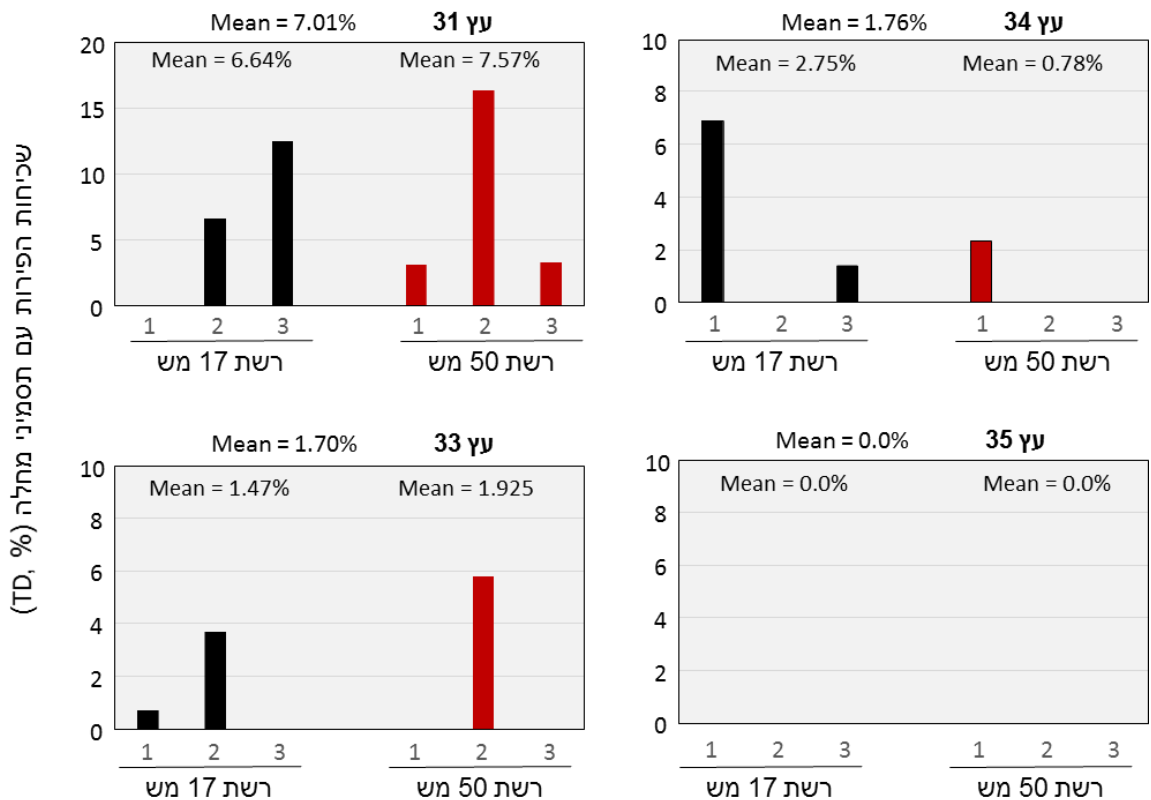 שכיחות הפירות עם תסמיני מחלה (TD, %)
Mean = 7.01% עץ 31
Mean = 6.64% Mean = 7.57%
20
15
10
5
0
1 2 3 1 2 3
רשת 17 מש רשת 50 מש
Mean = 1.76% עץ 34
Mean = 2.75% Mean = 0.78%
10
8
6
4
2
0
1 2 3 1 2 3
רשת 17 מש רשת 50 מש
Mean = 1.70% עץ 33
Mean = 1.47% Mean = 1.925
10
8
6
4
2
0
1 2 3 1 2 3
רשת 17 מש רשת 50 מש
Mean = 0.0% עץ 35
Mean = 0.0% Mean = 0.0%
10
8
6
4
2
0
1 2 3 1 2 3
רשת 17 מש רשת 50 מש